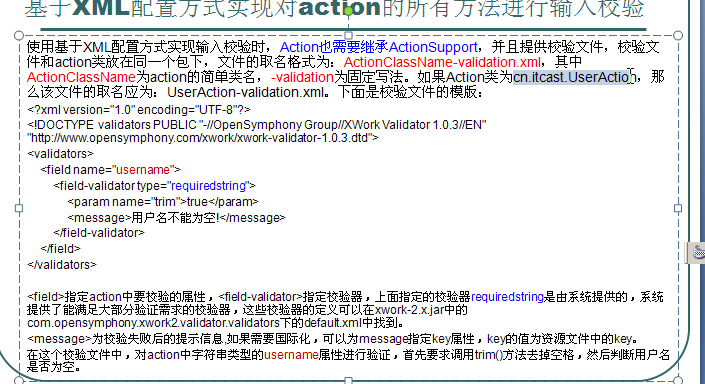 基于XML配置方式实现对action的所有方法进行输入校验
使用基于XML配置方式实现输入校验时，Action也需要继承ActionSupport，并且提供校验文件，校验文
件和action类放在同一个包下，文件的取名格式为：ActionClassName-validation.xml，其中
ActionClassName为action的简单类名，-validation为固定写法。如果Action类为cn.itcast.UserAction，那
么该文件的取名应为：UserAction-validation.xml。下面是校验文件的模版：
<?xml version="1.0" encoding="UTF-8"?>
<!DOCTYPE validators PUBLIC "-//OpenSymphony Group//XWork Validator 1.0.3//EN"
"http://www.opensymphony.com/xwork/xwork-validator-1.0.3.dtd">
<validators>
<field name="username">
<field-validator type="requiredstring">
<param name="trim">true</param>
<message>用户名不能为空!</message>
</field-validator>
</field>
</validators>
<field>指定action中要校验的属性，<field-validator>指定校验器，上面指定的校验器requiredstring是由系统提供的，系统
提供了能满足大部分验证需求的校验器，这些校验器的定义可以在xwork-2.x.jar中的
com.opensymphony.xwork2.validator.validators下的default.xml中找到。
<message>为校验失败后的提示信息,如果需要国际化，可以为message指定key属性，key的值为资源文件中的key。
在这个校验文件中，对action中字符串类型的username属性进行验证，首先要求调用trim()方法去掉空格，然后判断用户名
是否为空。